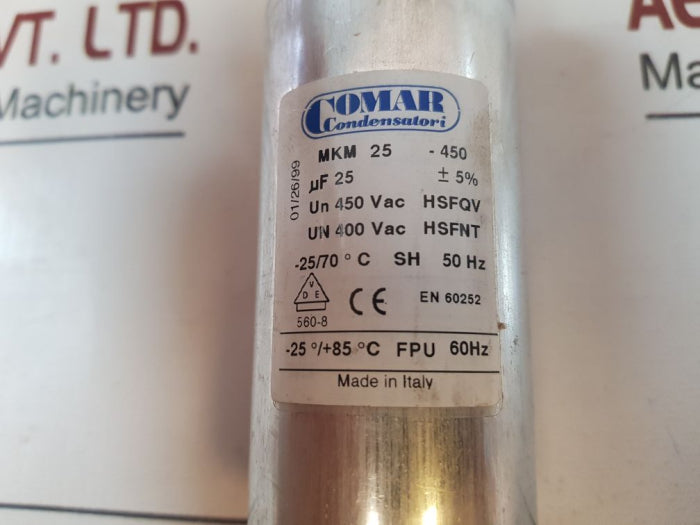 VT. LTD.
Machinery
COMAR
Condensatori
01/26/99
MKM 25 - 450
µF 25 ± 5%
Un 450 Vac HSFQV
UN 400 Vac HSFNT
-25/70 ° C SH 50 Hz
V
D E
560-8
CE EN 60252
-25 °/+85 °C FPU 60Hz
Made in Italy
Ma